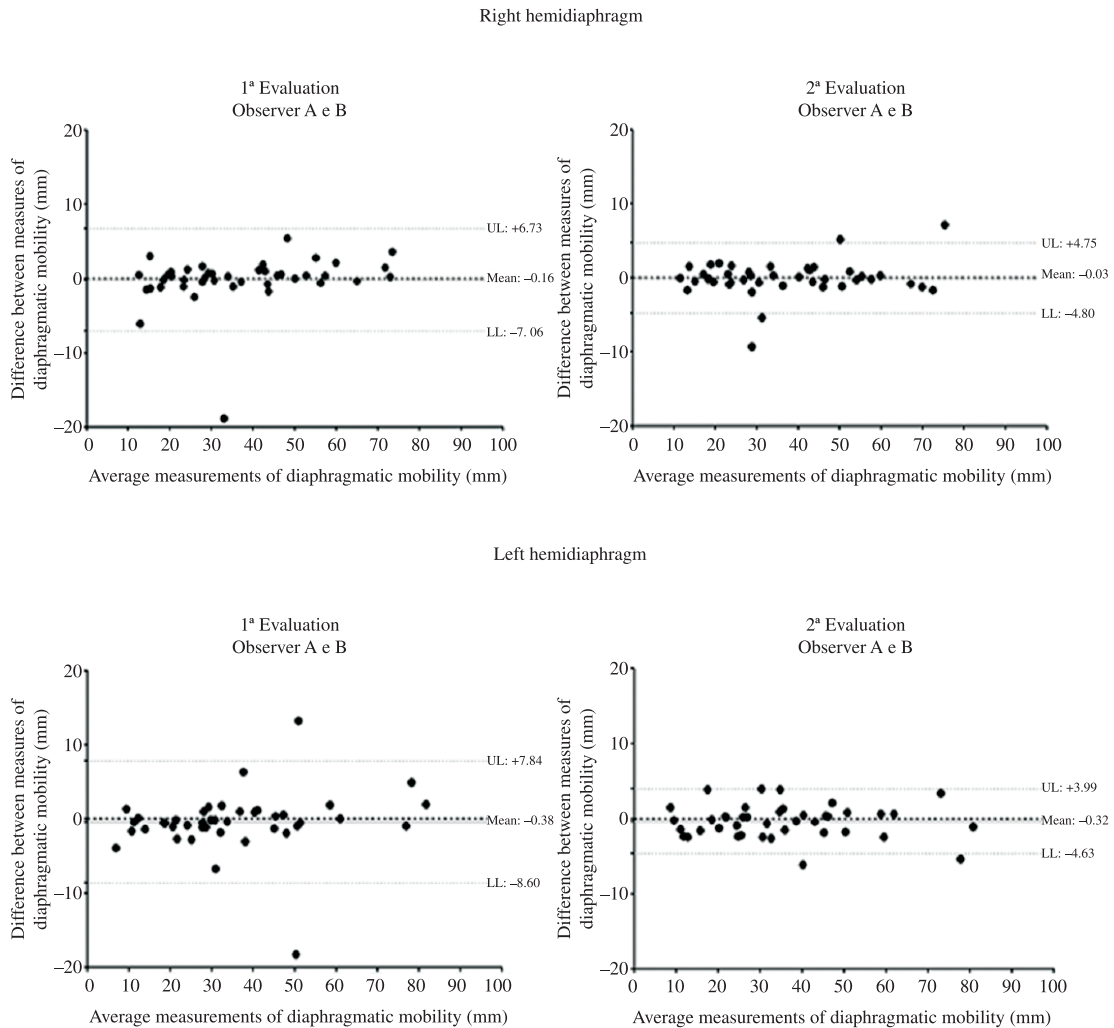 Right hemidiaphragm
1ª Evaluation
Observer A e B
Difference between measures of
diaphragmatic mobility (mm)
20
10
0
–10
–20
UL: +6.73
Mean: –0.16
LL: –7. 06
0 10 20 30 40 50 60 70 80 90 100
Average measurements of diaphragmatic mobility (mm)
2ª Evaluation
Observer A e B
Difference between measures of
diaphragmatic mobility (mm)
20
10
0
–10
–20
UL: +4.75
Mean: –0.03
LL: –4.80
0 10 20 30 40 50 60 70 80 90 100
Average measurements of diaphragmatic mobility (mm)
Left hemidiaphragm
1ª Evaluation
Observer A e B
Difference between measures of
diaphragmatic mobility (mm)
20
10
0
–10
–20
UL: +7.84
Mean: –0.38
LL: –8.60
0 10 20 30 40 50 60 70 80 90 100
Average measurements of diaphragmatic mobility (mm)
2ª Evaluation
Observer A e B
Difference between measures of
diaphragmatic mobility (mm)
20
10
0
–10
–20
UL: +3.99
Mean: –0.32
LL: –4.63
0 10 20 30 40 50 60 70 80 90 100
Average measurements of diaphragmatic mobility (mm)